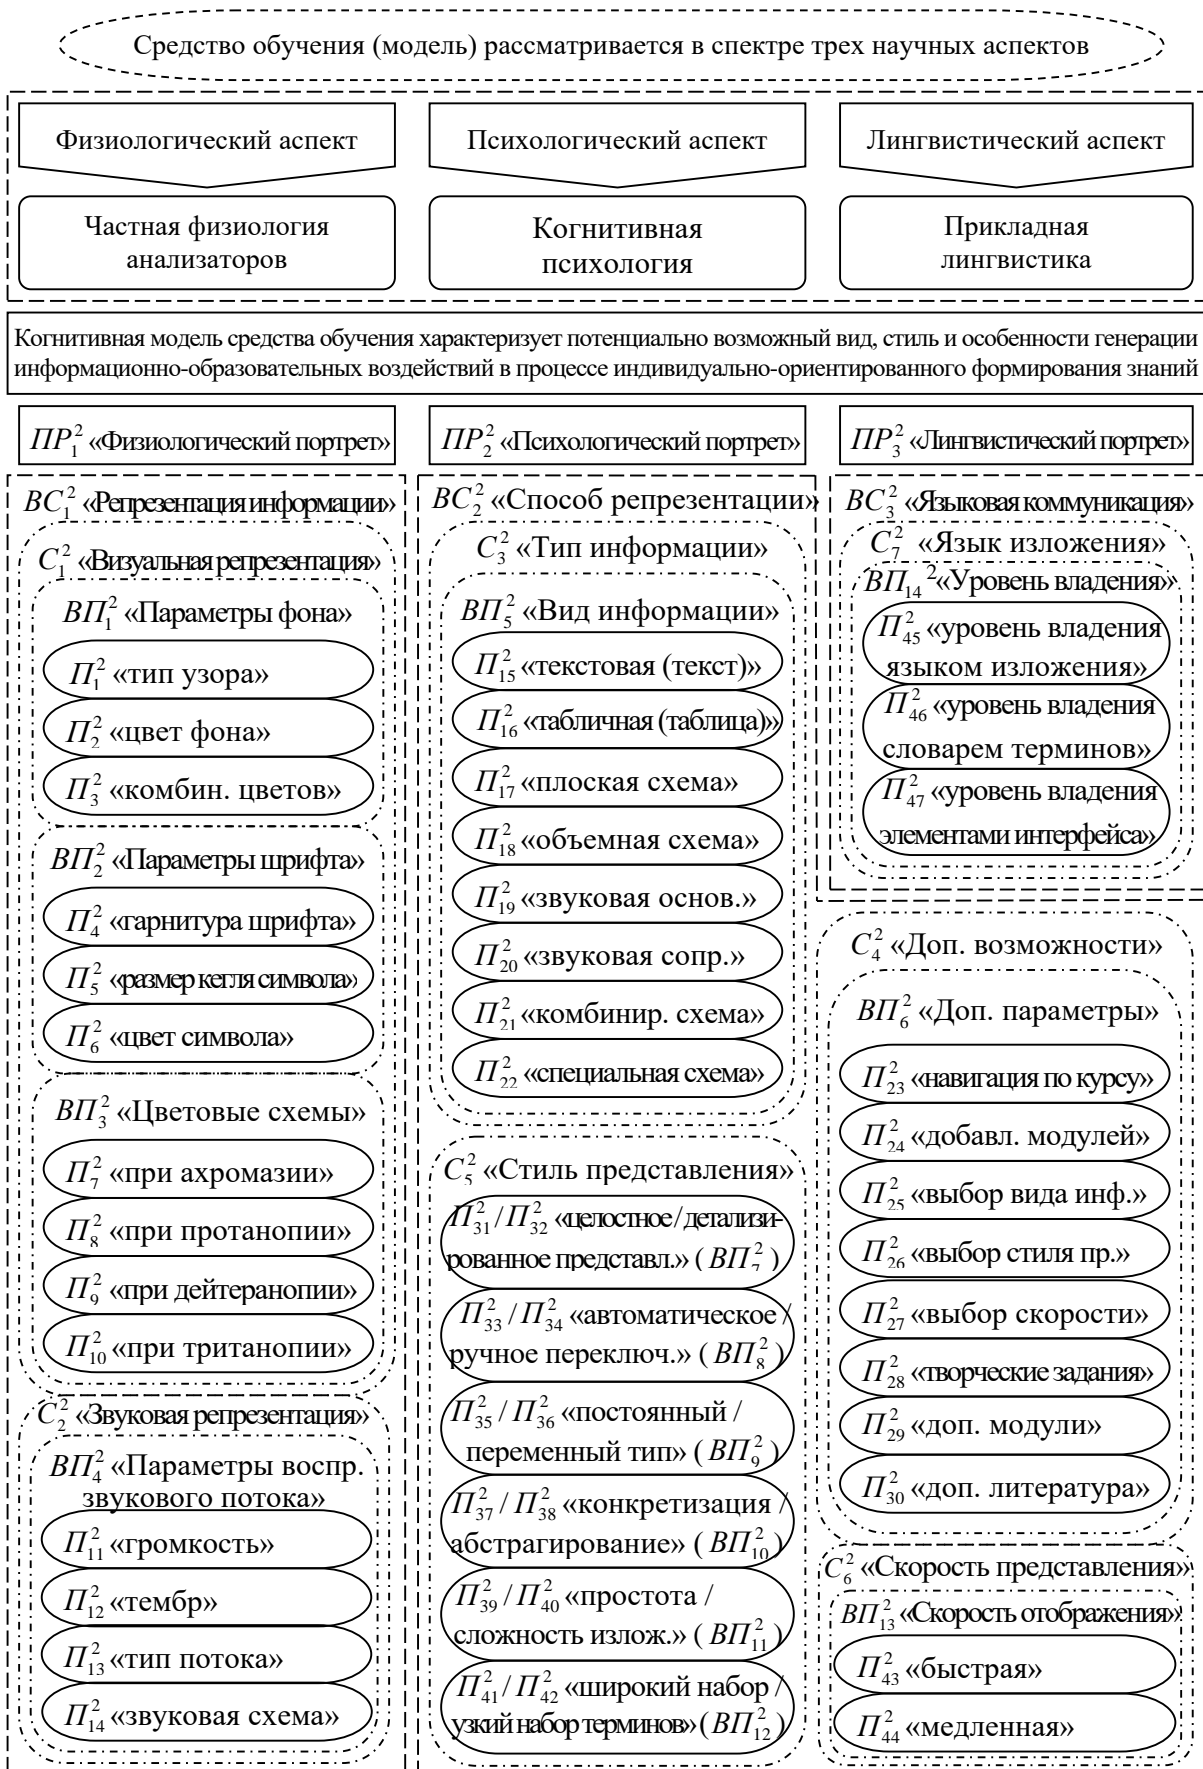 Средство обучения (модель) рассматривается в спектре трех научных аспектов
Физиологический аспект
Психологический аспект
Лингвистический аспект
Частная физиология
анализаторов
Когнитивная
психология
Прикладная
лингвистика
Когнитивная модель средства обучения характеризует потенциально возможный вид, стиль и особенности генерации
информационно-образовательных воздействий в процессе индивидуально-ориентированного формирования знаний
ПР₁² «Физиологический портрет»
ПР₂² «Психологический портрет»
ПР₃² «Лингвистический портрет»
ВС₁² «Репрезентация информации»
С₁² «Визуальная репрезентация»
ВП₁² «Параметры фона»
П₁² «тип узора»
П₂² «цвет фона»
П₃² «комбин. цветов»
ВП₂² «Параметры шрифта»
П₄² «гарнитура шрифта»
П₅² «размер кегля символа»
П₆² «цвет символа»
ВП₃² «Цветовые схемы»
П₇² «при ахромазии»
П₈² «при протанопии»
П₉² «при дейтеранопии»
П₁₀² «при тританопии»
С₂² «Звуковая репрезентация»
ВП₄² «Параметры воспр.
звукового потока»
П₁₁² «громкость»
П₁₂² «тембр»
П₁₃² «тип потока»
П₁₄² «звуковая схема»
ВС₂² «Способ репрезентации»
С₃² «Тип информации»
ВП₅² «Вид информации»
П₁₅² «текстовая (текст)»
П₁₆² «табличная (таблица)»
П₁₇² «плоская схема»
П₁₈² «объемная схема»
П₁₉² «звуковая основ.»
П₂₀² «звуковая сопр.»
П₂₁² «комбинир. схема»
П₂₂² «специальная схема»
С₅² «Стиль представления»
П₃₁² / П₃₂² «целостное / детализи-
рованное представл.» ( ВП₇² )
П₃₃² / П₃₄² «автоматическое /
ручное переключ.» ( ВП₈² )
П₃₅² / П₃₆² «постоянный /
переменный тип» ( ВП₉² )
П₃₇² / П₃₈² «конкретизация /
абстрагирование» ( ВП₁₀² )
П₃₉² / П₄₀² «простота /
сложность излож.» ( ВП₁₁² )
П₄₁² / П₄₂² «широкий набор /
узкий набор терминов» ( ВП₁₂² )
ВС₃² «Языковая коммуникация»
С₇² «Язык изложения»
ВП₁₄² «Уровень владения»
П₄₅² «уровень владения
языком изложения»
П₄₆² «уровень владения
словарем терминов»
П₄₇² «уровень владения
элементами интерфейса»
С₄² «Доп. возможности»
ВП₆² «Доп. параметры»
П₂₃² «навигация по курсу»
П₂₄² «добавл. модулей»
П₂₅² «выбор вида инф.»
П₂₆² «выбор стиля пр.»
П₂₇² «выбор скорости»
П₂₈² «творческие задания»
П₂₉² «доп. модули»
П₃₀² «доп. литература»
С₆² «Скорость представления»
ВП₁₃² «Скорость отображения»
П₄₃² «быстрая»
П₄₄² «медленная»